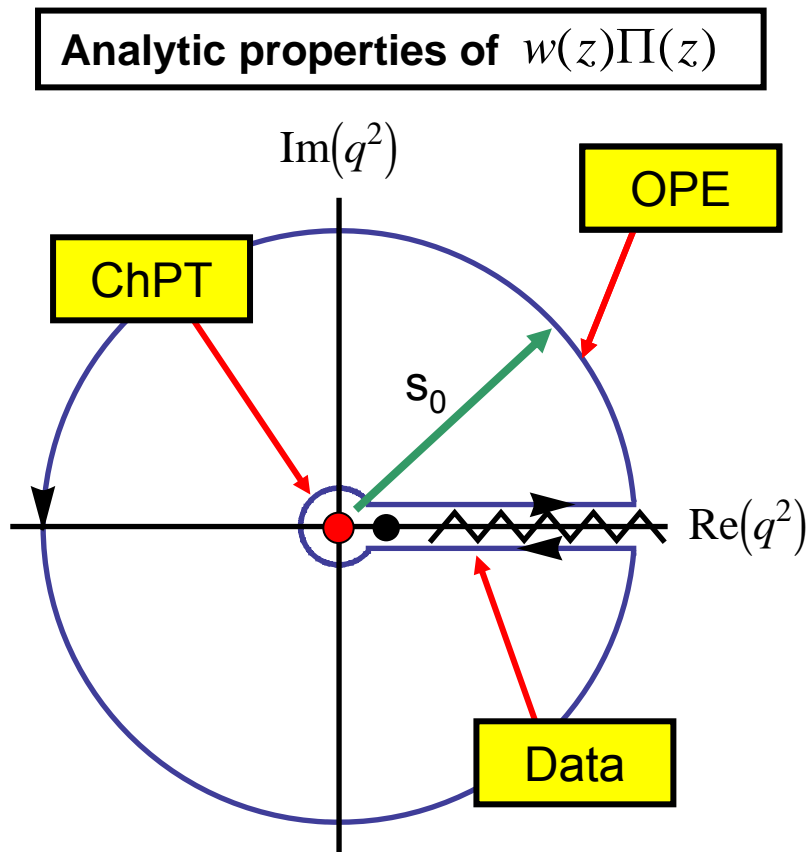 Analytic properties of w(z)Π(z)
Im(q²)
OPE
ChPT
s₀
Re(q²)
Data